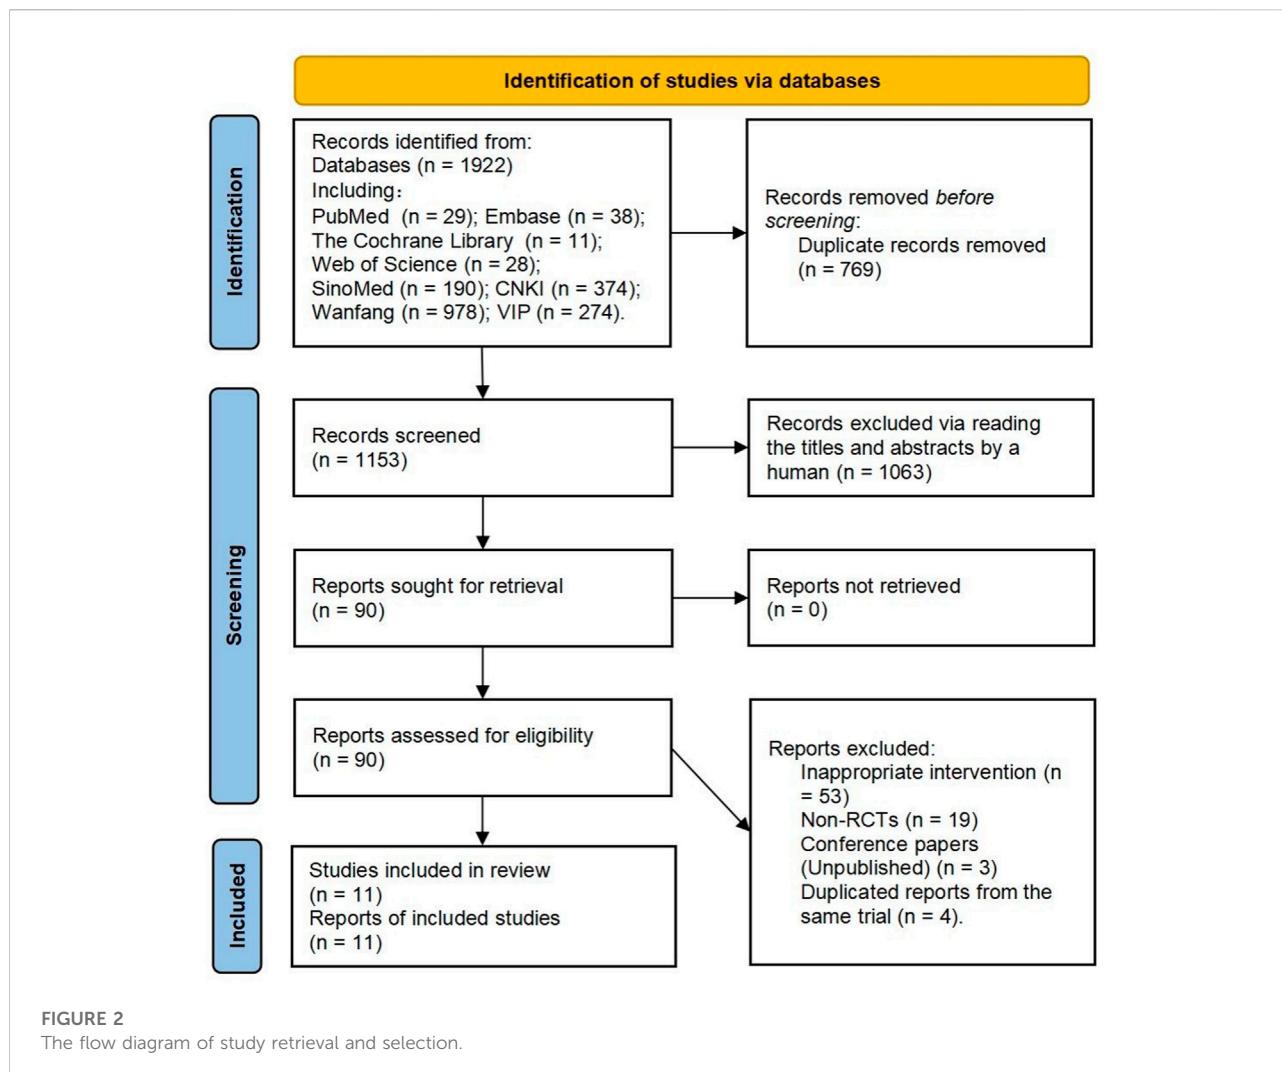 Identification of studies via databases
Identification
Records identified from:
Databases (n = 1922)
Including：
PubMed (n = 29); Embase (n = 38);
The Cochrane Library (n = 11);
Web of Science (n = 28);
SinoMed (n = 190); CNKI (n = 374);
Wanfang (n = 978); VIP (n = 274).
Records removed before
screening:
Duplicate records removed
(n = 769)
Screening
Records screened
(n = 1153)
Records excluded via reading
the titles and abstracts by a
human (n = 1063)
Reports sought for retrieval
(n = 90)
Reports not retrieved
(n = 0)
Reports assessed for eligibility
(n = 90)
Reports excluded:
Inappropriate intervention (n
= 53)
Non-RCTs (n = 19)
Conference papers
(Unpublished) (n = 3)
Duplicated reports from the
same trial (n = 4).
Included
Studies included in review
(n = 11)
Reports of included studies
(n = 11)
FIGURE 2
The flow diagram of study retrieval and selection.